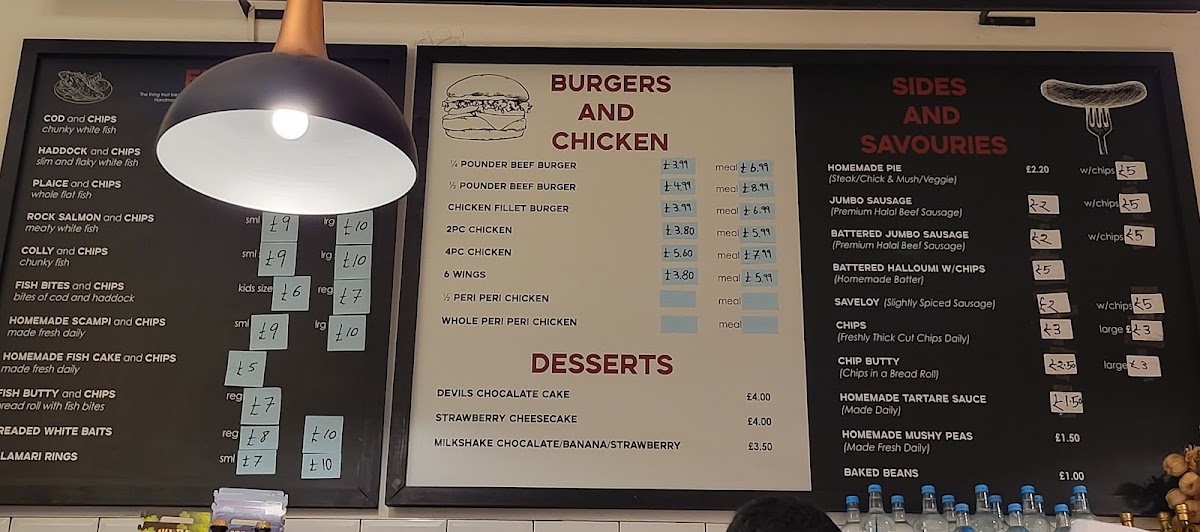 The thing that
COD and CHIPS
chunky white fish
HADDOCK and CHIPS
slim and flaky white fish
PLAICE and CHIPS
whole flat fish
ROCK SALMON and CHIPS sml £9 lrg £10
meaty white fish
COLLY and CHIPS sml £9 lrg £10
chunky fish
FISH BITES and CHIPS kids size £6 reg £7
bites of cod and haddock
HOMEMADE SCAMPI and CHIPS sml £9 lrg £10
made fresh daily
HOMEMADE FISH CAKE and CHIPS £5
made fresh daily
FISH BUTTY and CHIPS reg £7
read roll with fish bites
READED WHITE BAITS reg £8 £10
LAMARI RINGS sml £7 £10
BURGERS
AND
CHICKEN
¼ POUNDER BEEF BURGER £3.99 meal £6.99
½ POUNDER BEEF BURGER £4.99 meal £8.99
CHICKEN FILLET BURGER £3.99 meal £6.99
2PC CHICKEN £3.80 meal £5.99
4PC CHICKEN £5.60 meal £7.99
6 WINGS £3.80 meal £5.99
½ PERI PERI CHICKEN meal
WHOLE PERI PERI CHICKEN meal
DESSERTS
DEVILS CHOCALATE CAKE £4.00
STRAWBERRY CHEESECAKE £4.00
MILKSHAKE CHOCALATE/BANANA/STRAWBERRY £3.50
SIDES
AND
SAVOURIES
HOMEMADE PIE £2.20 w/chips £5
(Steak/Chick & Mush/Veggie)
JUMBO SAUSAGE £2 w/chips £5
(Premium Halal Beef Sausage)
BATTERED JUMBO SAUSAGE £2 w/chips £5
(Premium Halal Beef Sausage)
BATTERED HALLOUMI W/CHIPS £5
(Homemade Batter)
SAVELOY (Slightly Spiced Sausage) £2 w/chips £5
CHIPS £3 large £ £3
(Freshly Thick Cut Chips Daily)
CHIP BUTTY £2.50 large £3
(Chips in a Bread Roll)
HOMEMADE TARTARE SAUCE £1.50
(Made Daily)
HOMEMADE MUSHY PEAS £1.50
(Made Fresh Daily)
BAKED BEANS £1.00